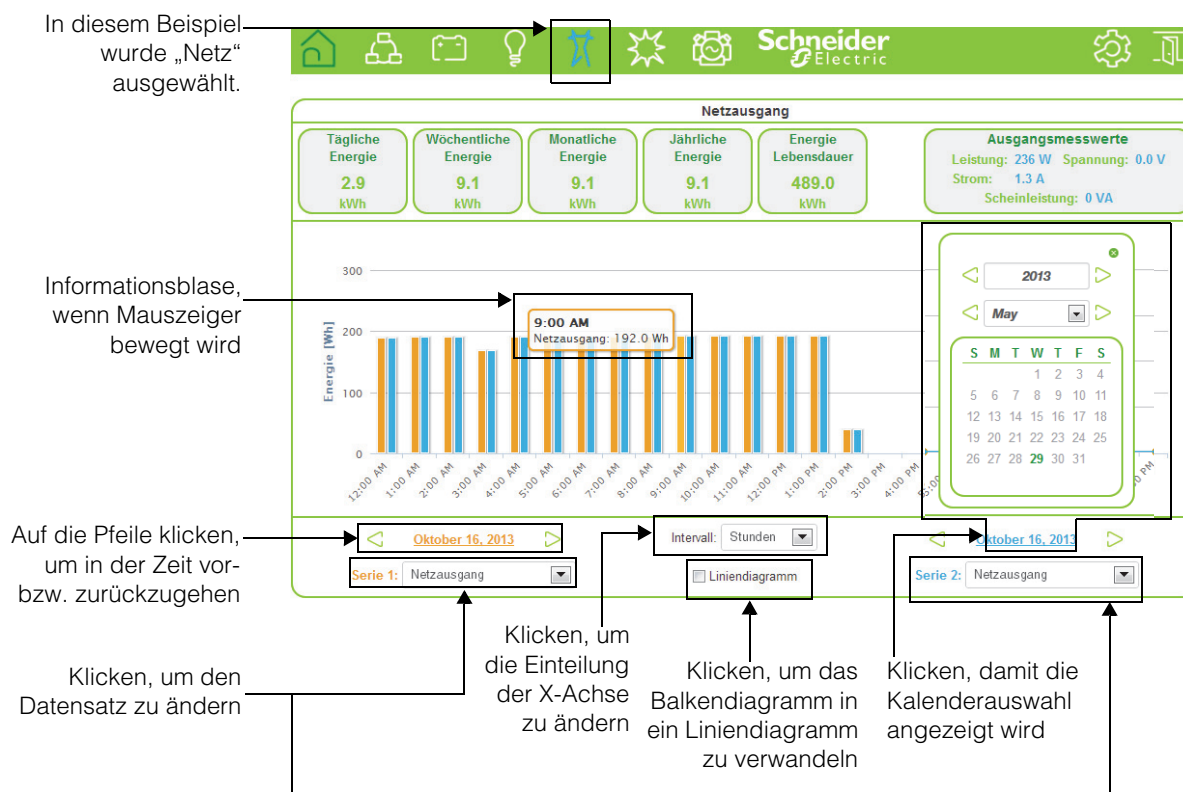 In diesem Beispiel
wurde „Netz“
ausgewählt.
Schneider
Electric
Netzausgang
Tägliche
Energie
2.9
kWh
Wöchentliche
Energie
9.1
kWh
Monatliche
Energie
9.1
kWh
Jährliche
Energie
9.1
kWh
Energie
Lebensdauer
489.0
kWh
Ausgangsmesswerte
Leistung: 236 W Spannung: 0.0 V
Strom: 1.3 A
Scheinleistung: 0 VA
Informationsblase,
wenn Mauszeiger
bewegt wird
Energie [Wh]
300
200
100
0
9:00 AM
Netzausgang: 192.0 Wh
12:00 AM
1:00 AM
2:00 AM
3:00 AM
4:00 AM
5:00 AM
6:00 AM
7:00 AM
8:00 AM
9:00 AM
10:00 AM
11:00 AM
12:00 PM
1:00 PM
2:00 PM
3:00 PM
4:00 PM
2013
May
S M T W T F S
1 2 3 4
5 6 7 8 9 10 11
12 13 14 15 16 17 18
19 20 21 22 23 24 25
26 27 28 29 30 31
Auf die Pfeile klicken,
um in der Zeit vor-
bzw. zurückzugehen
Oktober 16, 2013
Intervall: Stunden
Oktober 16, 2013
Serie 1: Netzausgang
Liniendiagramm
Serie 2: Netzausgang
Klicken, um den
Datensatz zu ändern
Klicken, um
die Einteilung
der X-Achse
zu ändern
Klicken, um das
Balkendiagramm in
ein Liniendiagramm
zu verwandeln
Klicken, damit die
Kalenderauswahl
angezeigt wird